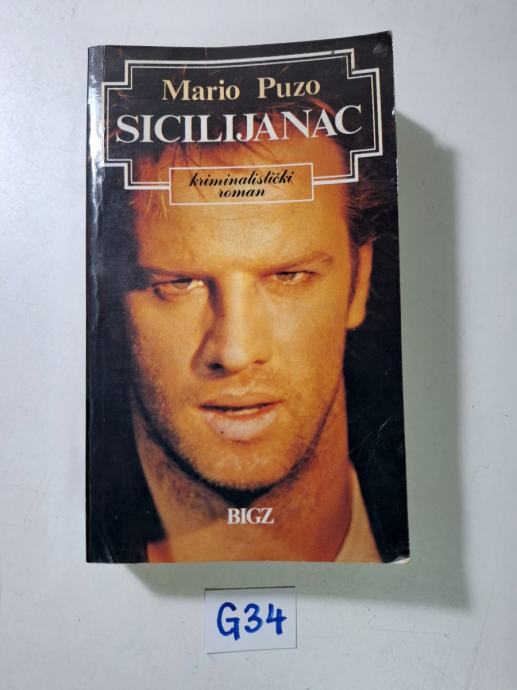 Mario Puzo
SICILIJANAC
kriminalistički
roman
BIGZ
G34